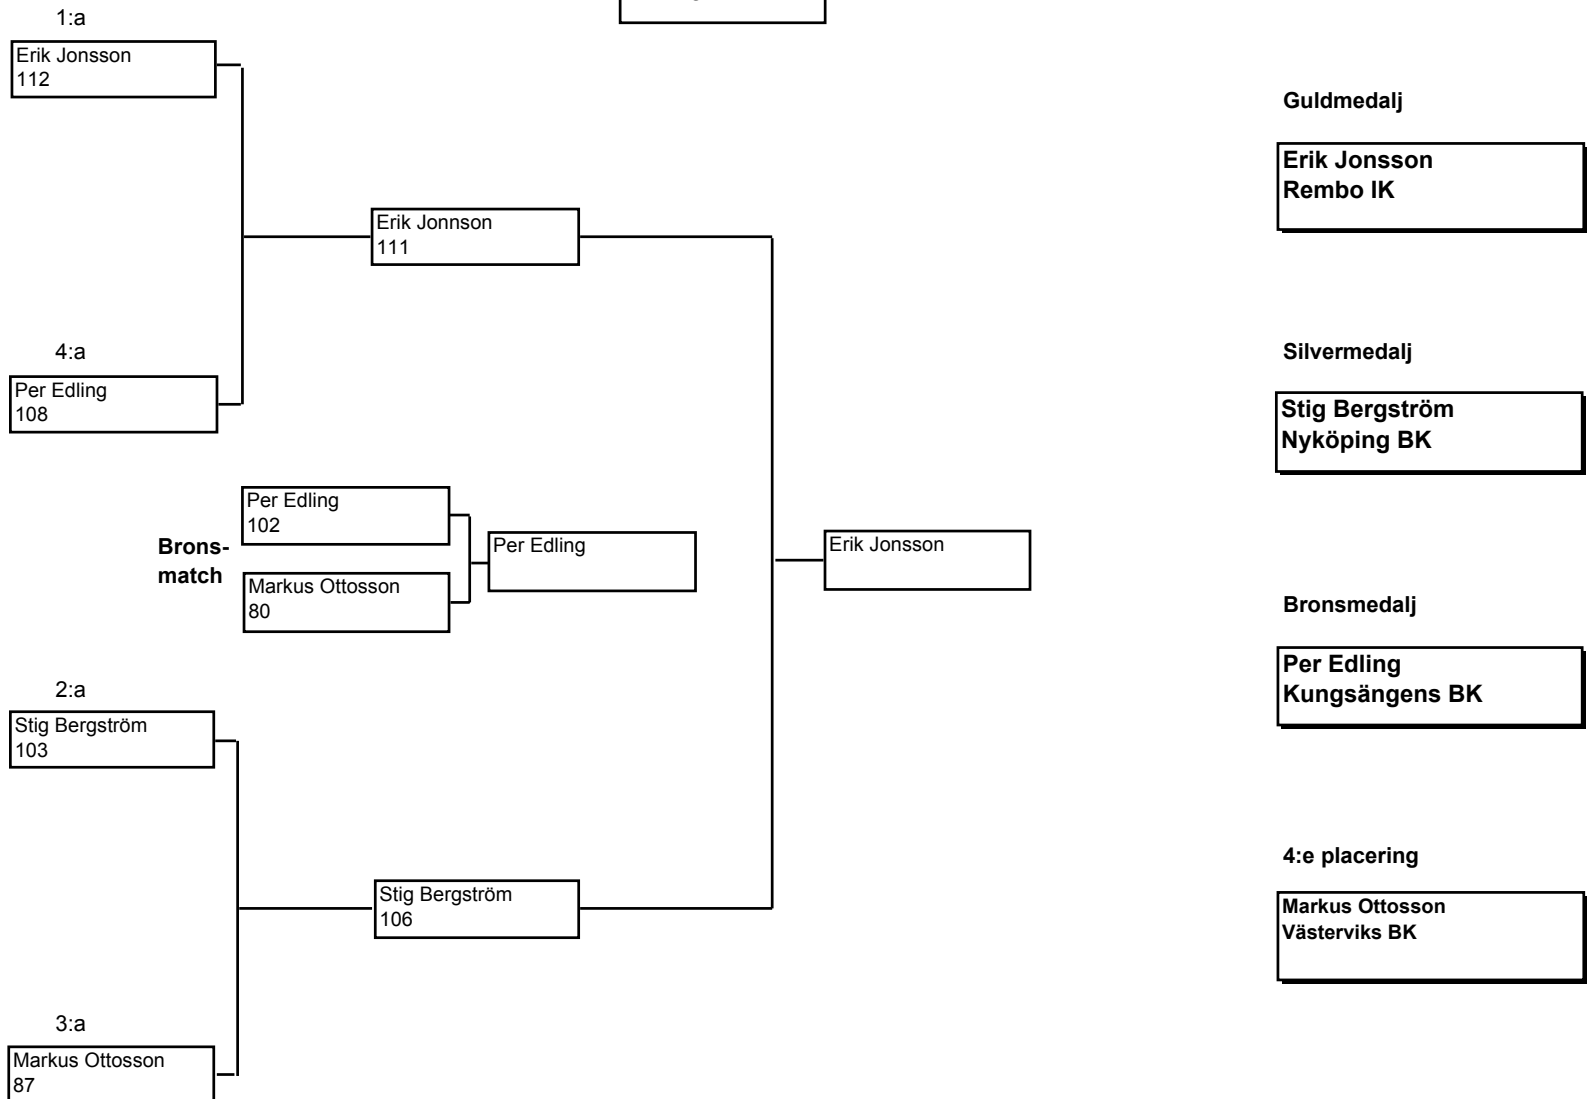 1:a
Erik Jonsson
112
Guldmedalj
Erik Jonsson
Rembo IK
Erik Jonnson
111
4:a
Per Edling
108
Silvermedalj
Stig Bergström
Nyköping BK
Per Edling
102
Brons-
match
Per Edling
Markus Ottosson
80
Erik Jonsson
Bronsmedalj
Per Edling
Kungsängens BK
2:a
Stig Bergström
103
4:e placering
Stig Bergström
106
Markus Ottosson
Västerviks BK
3:a
Markus Ottosson
87